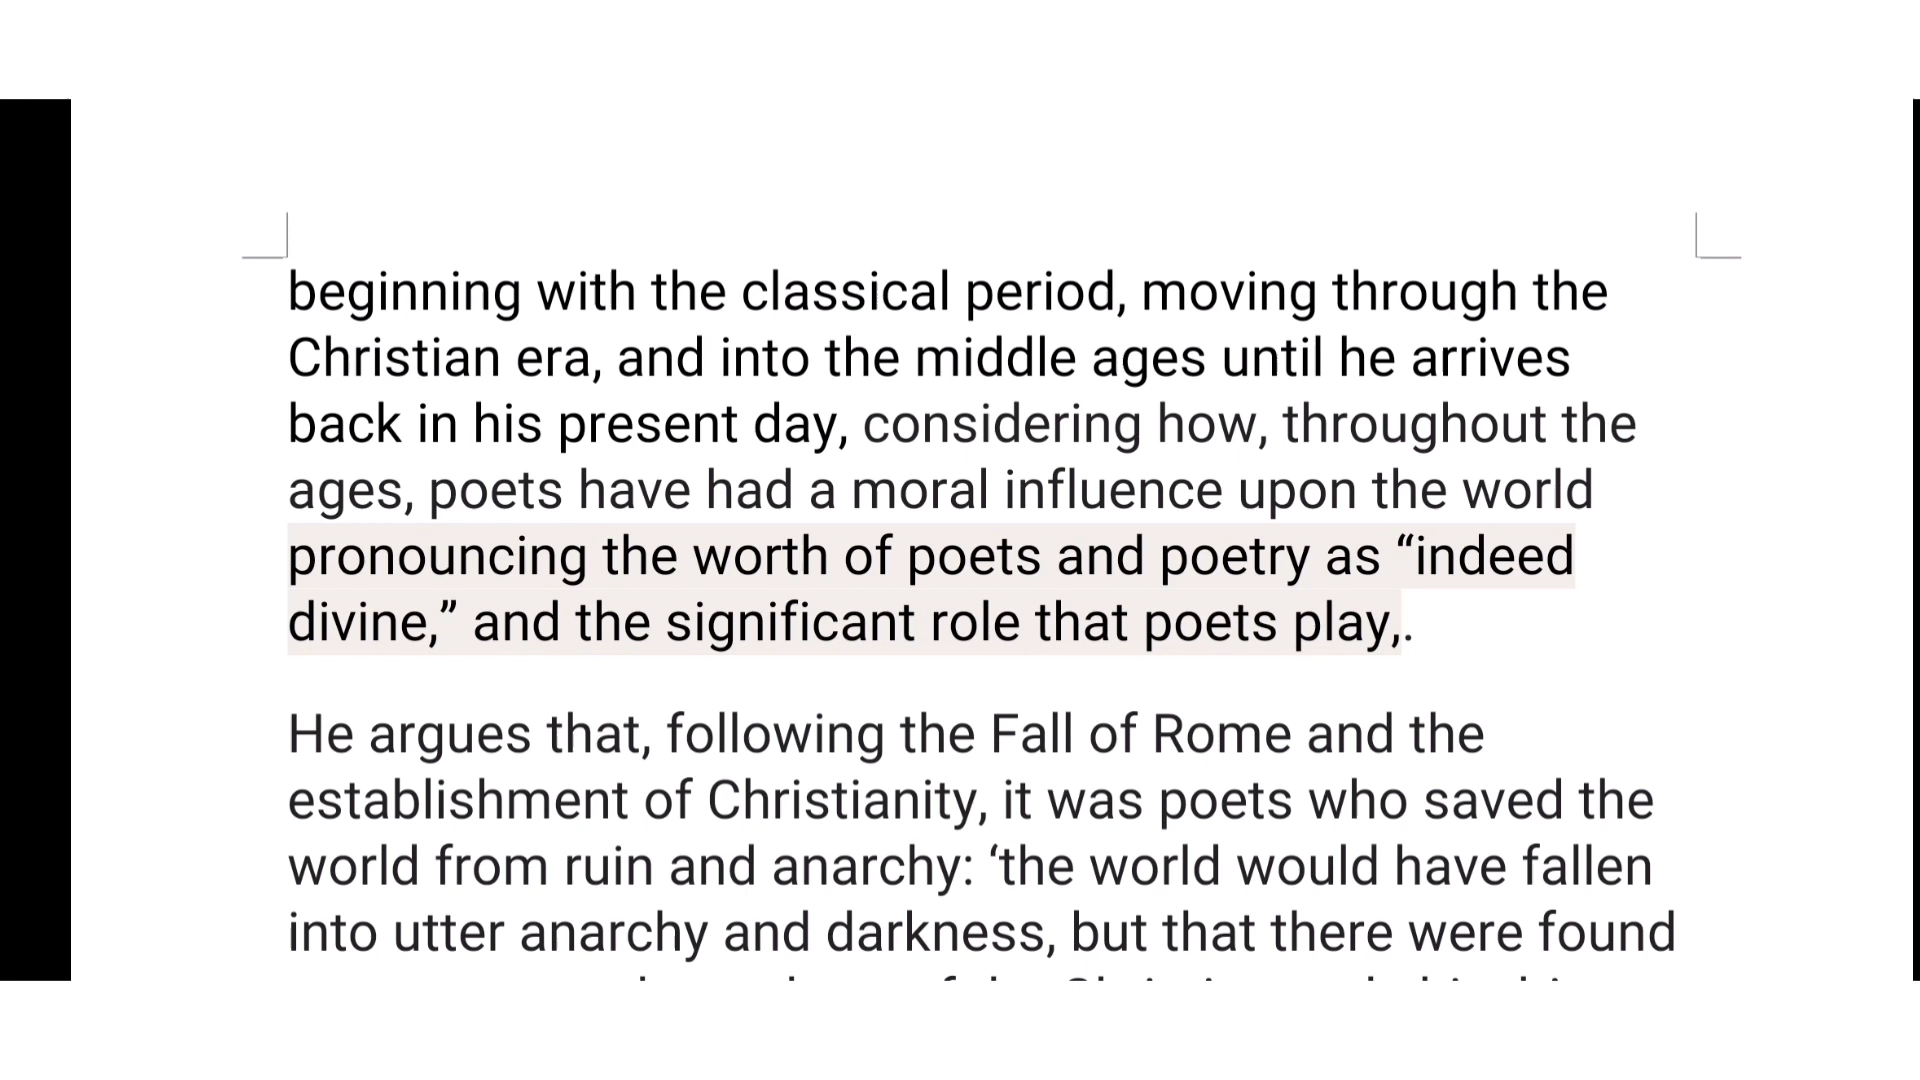 beginning with the classical period, moving through the
Christian era, and into the middle ages until he arrives
back in his present day, considering how, throughout the
ages, poets have had a moral influence upon the world
pronouncing the worth of poets and poetry as “indeed
divine,” and the significant role that poets play,.
He argues that, following the Fall of Rome and the
establishment of Christianity, it was poets who saved the
world from ruin and anarchy: ‘the world would have fallen
into utter anarchy and darkness, but that there were found